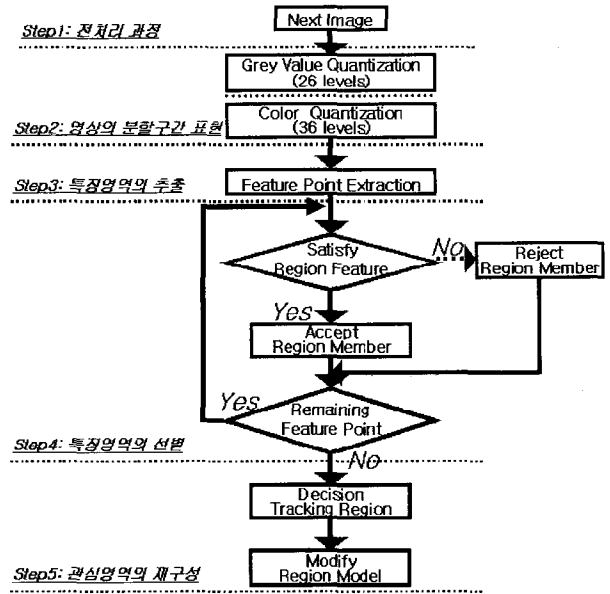 Next Image
Step1: 전처리 과정
Grey Value Quantization
(26 levels)
Color Quantization
(36 levels)
Step2: 영상의 분할구간 표현
Step3: 특징영역의 추출
Feature Point Extraction
Satisfy
Region Feature
No
Reject
Region Member
Yes
Accept
Region Member
Yes
Remaining
Feature Point
Step4: 특징영역의 선별
No
Decision
Tracking Region
Modify
Region Model
Step5: 관심영역의 재구성